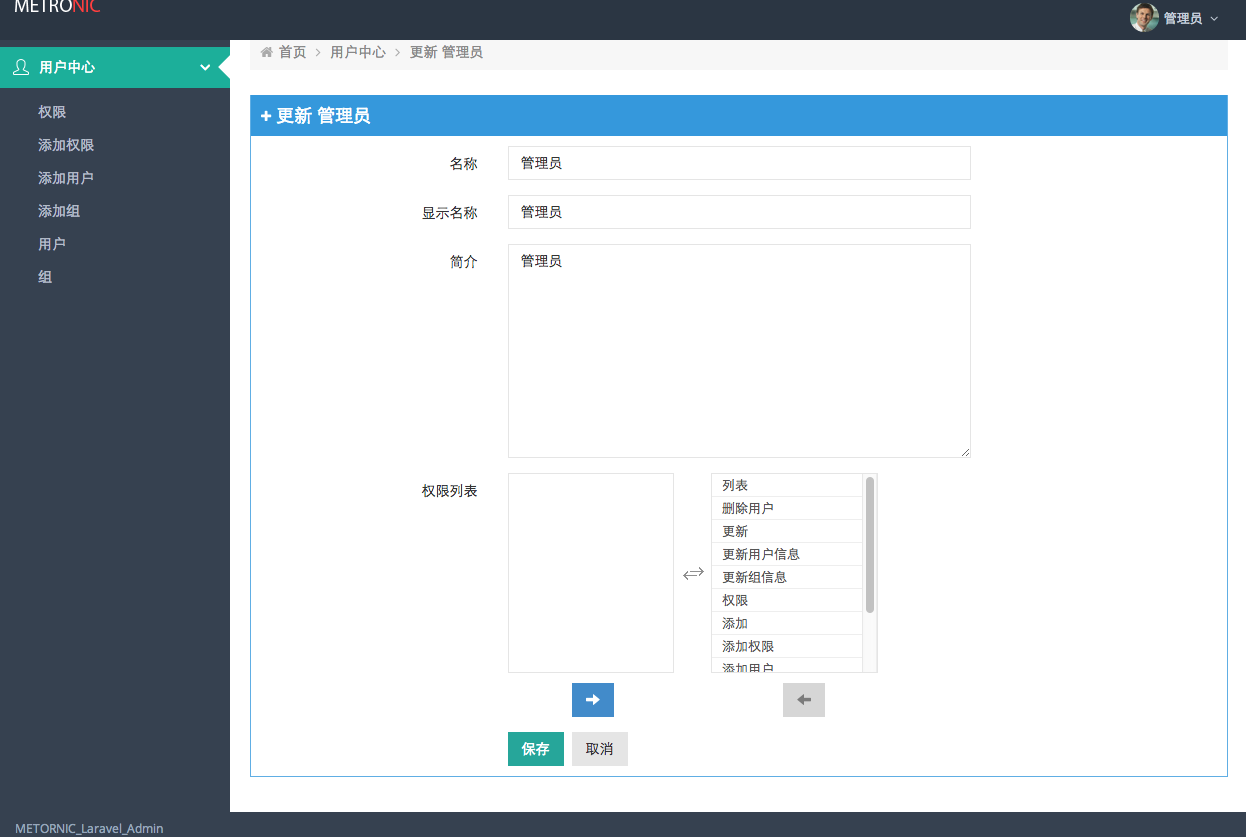 METRONIC
管理员
用户中心
权限
添加权限
添加用户
添加组
用户
组
首页 > 用户中心 > 更新 管理员
更新 管理员
名称 管理员
显示名称 管理员
简介 管理员
权限列表
列表
删除用户
更新
更新用户信息
更新组信息
权限
添加
添加权限
添加用户
保存 取消
METORNIC_Laravel_Admin